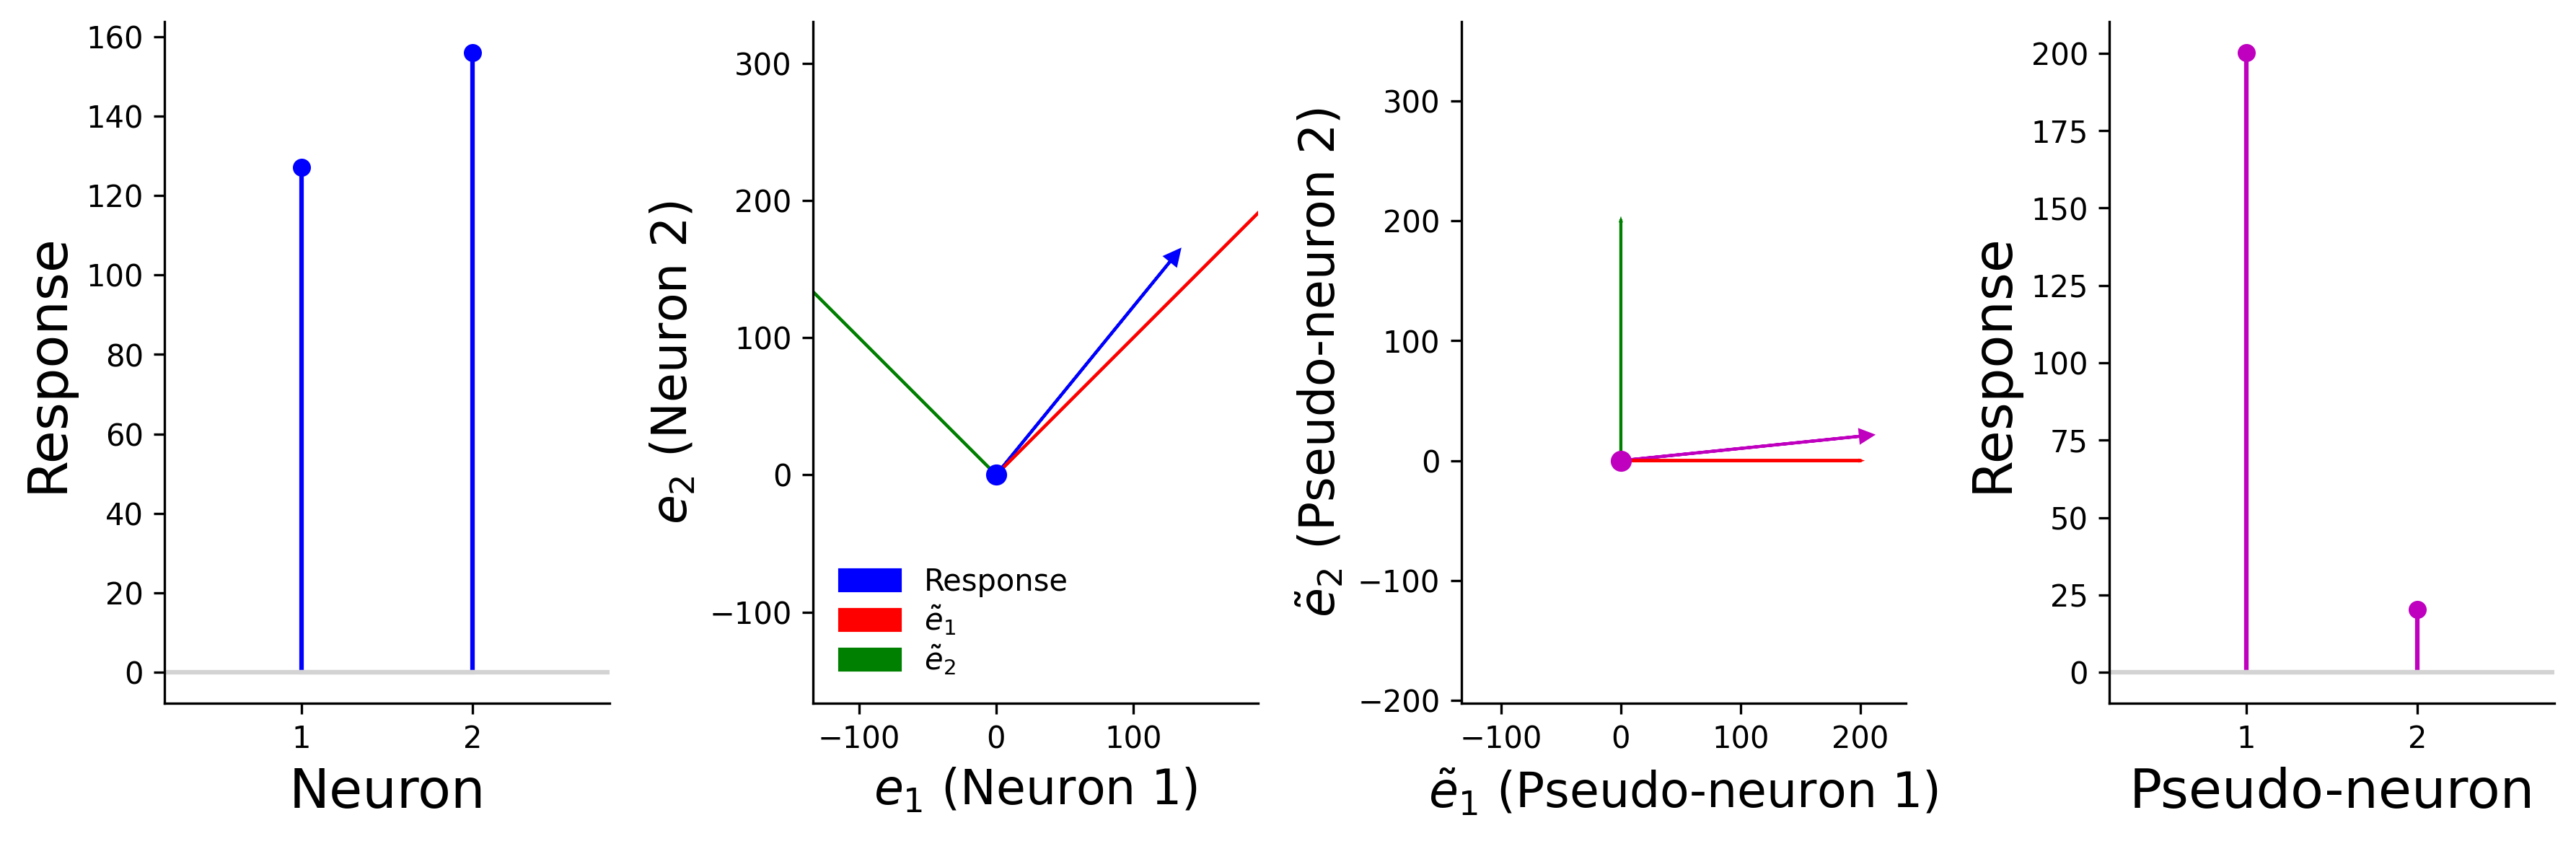 Response
160
140
120
100
80
60
40
20
0
1 2
Neuron
e₂ (Neuron 2)
300
200
100
0
−100
Response
ẽ₁
ẽ₂
−100 0 100
e₁ (Neuron 1)
ẽ₂ (Pseudo-neuron 2)
300
200
100
0
−100
−200
−100 0 100 200
ẽ₁ (Pseudo-neuron 1)
Response
200
175
150
125
100
75
50
25
0
1 2
Pseudo-neuron